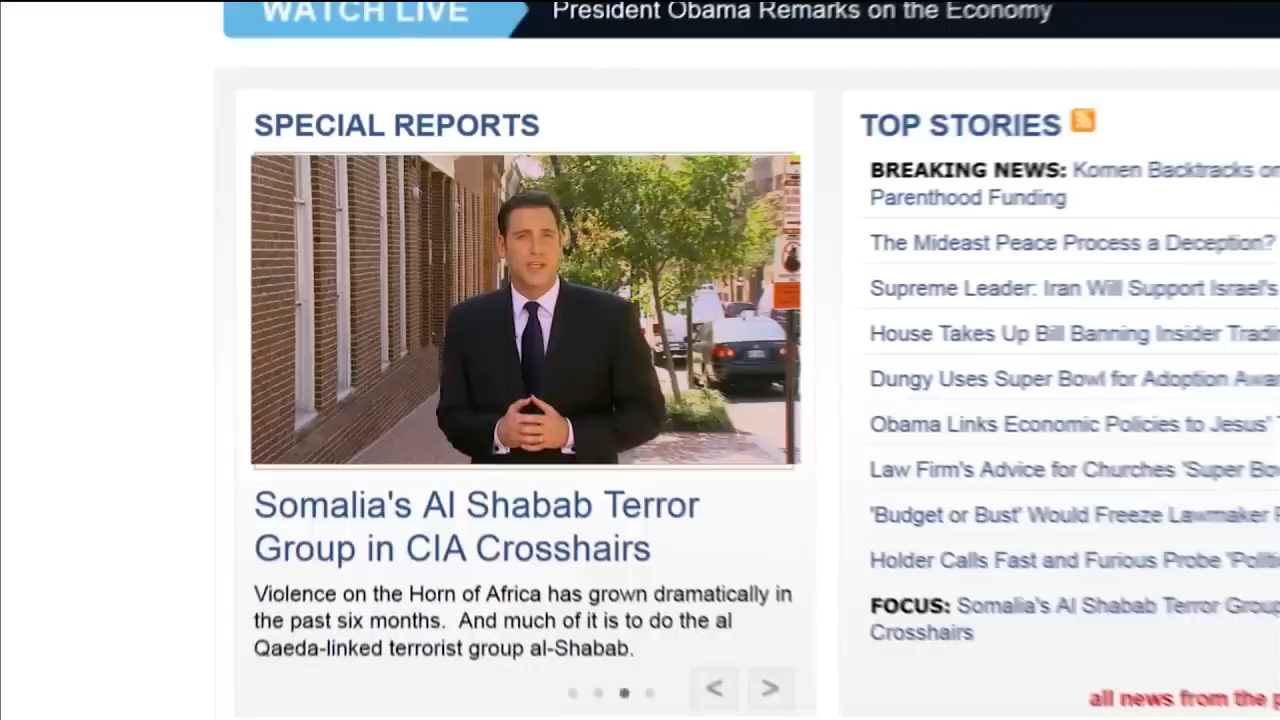 WATCH LIVE
President Obama Remarks on the Economy
SPECIAL REPORTS
Somalia's Al Shabab Terror
Group in CIA Crosshairs
Violence on the Horn of Africa has grown dramatically in
the past six months. And much of it is to do the al
Qaeda-linked terrorist group al-Shabab.
< >
TOP STORIES
BREAKING NEWS: Komen Backtracks on
Parenthood Funding
The Mideast Peace Process a Deception?
Supreme Leader: Iran Will Support Israel's
House Takes Up Bill Banning Insider
Dungy Uses Super Bowl for Adoption
Obama Links Economic Policies to Jesus'
Law Firm's Advice for Churches 'Super
'Budget or Bust' Would Freeze Lawmaker
Holder Calls Fast and Furious Probe
FOCUS: Somalia's Al Shabab Terror Group
Crosshairs
all news from the